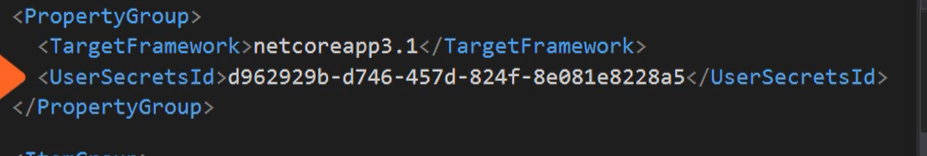 <PropertyGroup>
<TargetFramework>netcoreapp3.1</TargetFramework>
<UserSecretsId>d962929b-d746-457d-824f-8e081e8228a5</UserSecretsId>
</PropertyGroup>